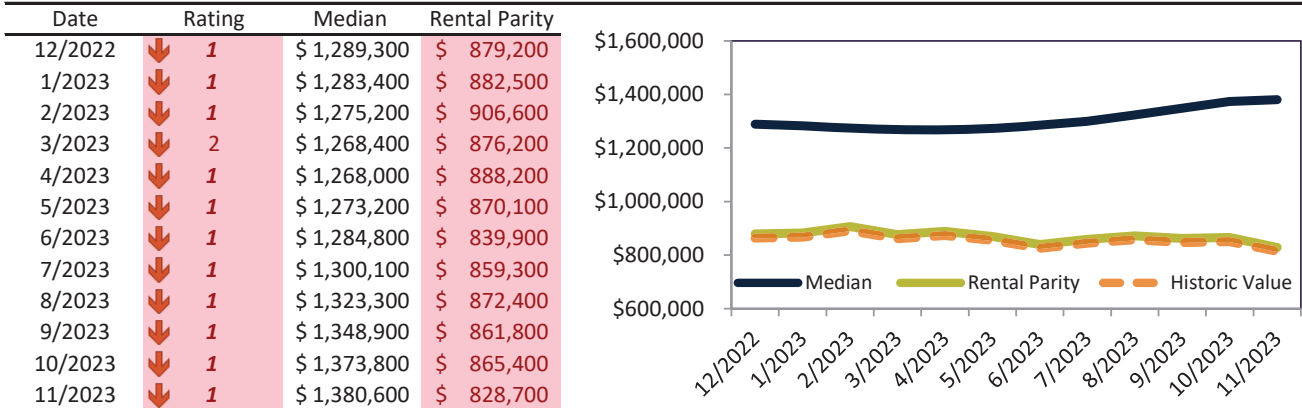 Date Rating Median Rental Parity
12/2022 1 $ 1,289,300 $ 879,200
1/2023 1 $ 1,283,400 $ 882,500
2/2023 1 $ 1,275,200 $ 906,600
3/2023 2 $ 1,268,400 $ 876,200
4/2023 1 $ 1,268,000 $ 888,200
5/2023 1 $ 1,273,200 $ 870,100
6/2023 1 $ 1,284,800 $ 839,900
7/2023 1 $ 1,300,100 $ 859,300
8/2023 1 $ 1,323,300 $ 872,400
9/2023 1 $ 1,348,900 $ 861,800
10/2023 1 $ 1,373,800 $ 865,400
11/2023 1 $ 1,380,600 $ 828,700
$1,600,000
$1,400,000
$1,200,000
$1,000,000
$800,000
$600,000
Median Rental Parity Historic Value
12/2022 1/2023 2/2023 3/2023 4/2023 5/2023 6/2023 7/2023 8/2023 9/2023 10/2023 11/2023